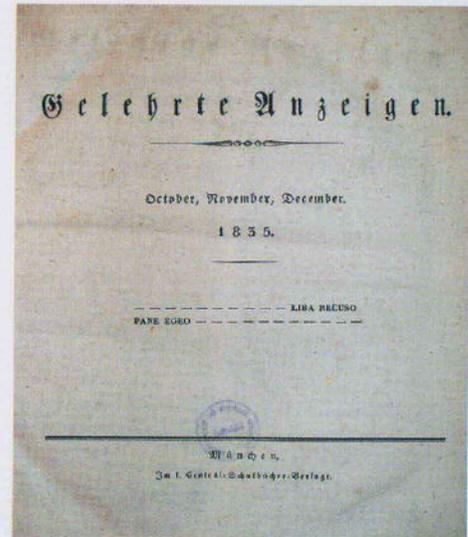 Gelehrte Anzeigen.
October, November, December.
1835.
— — — — — — — — — — — LIBA RECUSO
PANE EGEO — — — — — — — — — — —
München,
Im k. Central-Schulbücher-Verlage.